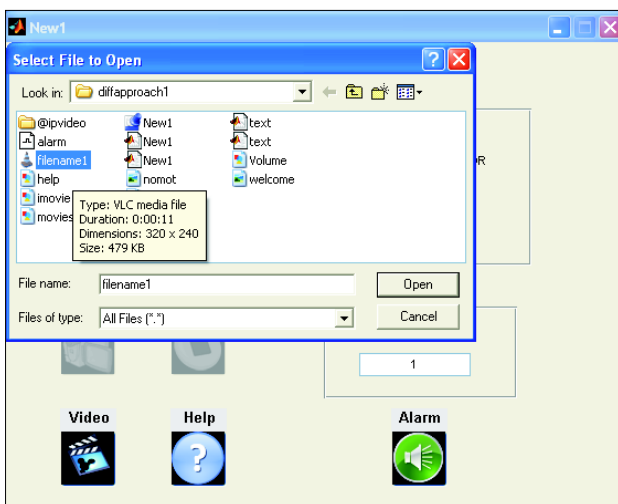 New1
Select File to Open
Look in: diffapproach1
@ipvideo New1 text
alarm New1 text
filename1 New1 Volume
help nomot welcome
imovie
movies
Type: VLC media file
Duration: 0:00:11
Dimensions: 320 x 240
Size: 479 KB
R
File name: filename1 Open
Files of type: All Files (*.*) Cancel
1
Video Help Alarm
?